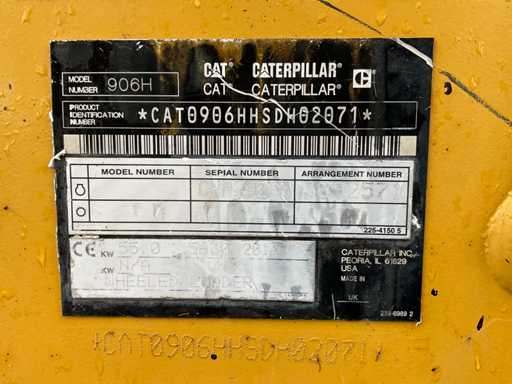 MODEL NUMBER 906H
CAT CATERPILLAR
CAT CATERPILLAR
PRODUCT IDENTIFICATION NUMBER *CAT0906HHSDH02071*
MODEL NUMBER SERIAL NUMBER ARRANGEMENT NUMBER
225-4150 5
CE KW
KW
WHEELED LOADER
CATERPILLAR INC.
PEORIA, IL 61629
USA
MADE IN
UK
*CAT0906HHSDH02071